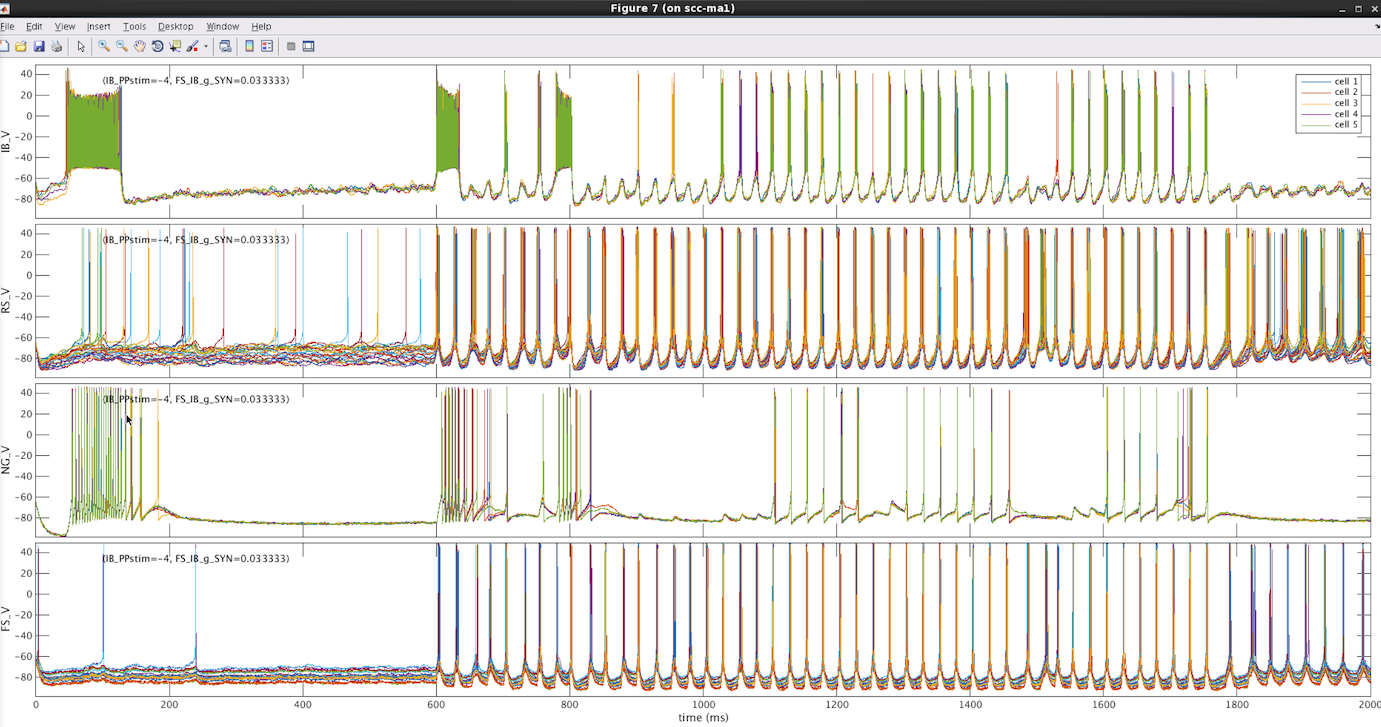 Figure 7 (on scc-ma1)
File Edit View Insert Tools Desktop Window Help
IB_V
40
20
0
−20
−40
−60
−80
(IB_PPstim=−4, FS_IB_g_SYN=0.033333)
cell 1
cell 2
cell 3
cell 4
cell 5
RS_V
40
20
0
−20
−40
−60
−80
(IB_PPstim=−4, FS_IB_g_SYN=0.033333)
NG_V
40
20
0
−20
−40
−60
−80
(IB_PPstim=−4, FS_IB_g_SYN=0.033333)
FS_V
40
20
0
−20
−40
−60
−80
(IB_PPstim=−4, FS_IB_g_SYN=0.033333)
0 200 400 600 800 1000 1200 1400 1600 1800 2000
time (ms)